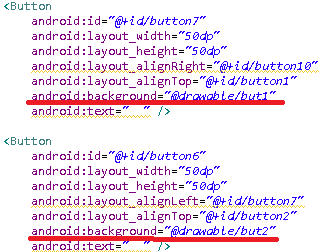 <Button
android:id="@+id/button7"
android:layout_width="50dp"
android:layout_height="50dp"
android:layout_alignRight="@+id/button10"
android:layout_alignTop="@+id/button1"
android:background="@drawable/but1"
android:text="  " />
<Button
android:id="@+id/button6"
android:layout_width="50dp"
android:layout_height="50dp"
android:layout_alignLeft="@+id/button7"
android:layout_alignTop="@+id/button2"
android:background="@drawable/but2"
android:text="  " />